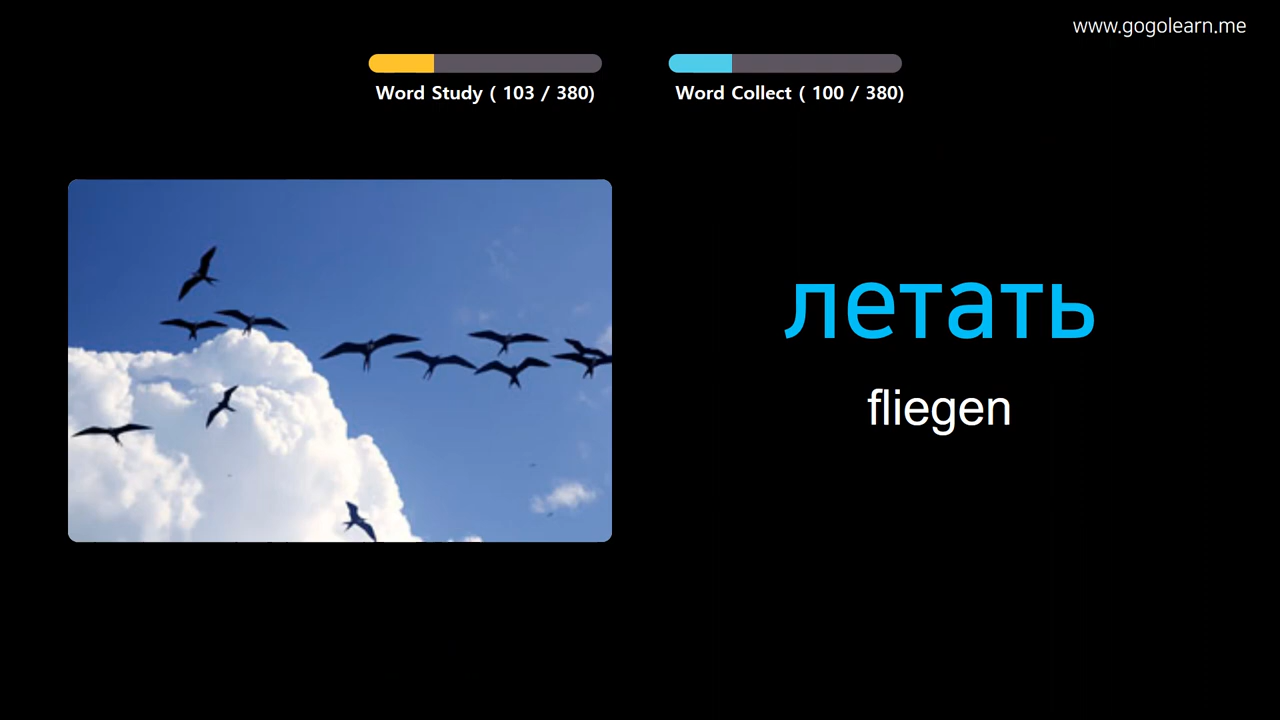 www.gogolearn.me
Word Study ( 103 / 380)
Word Collect ( 100 / 380)
летать
fliegen